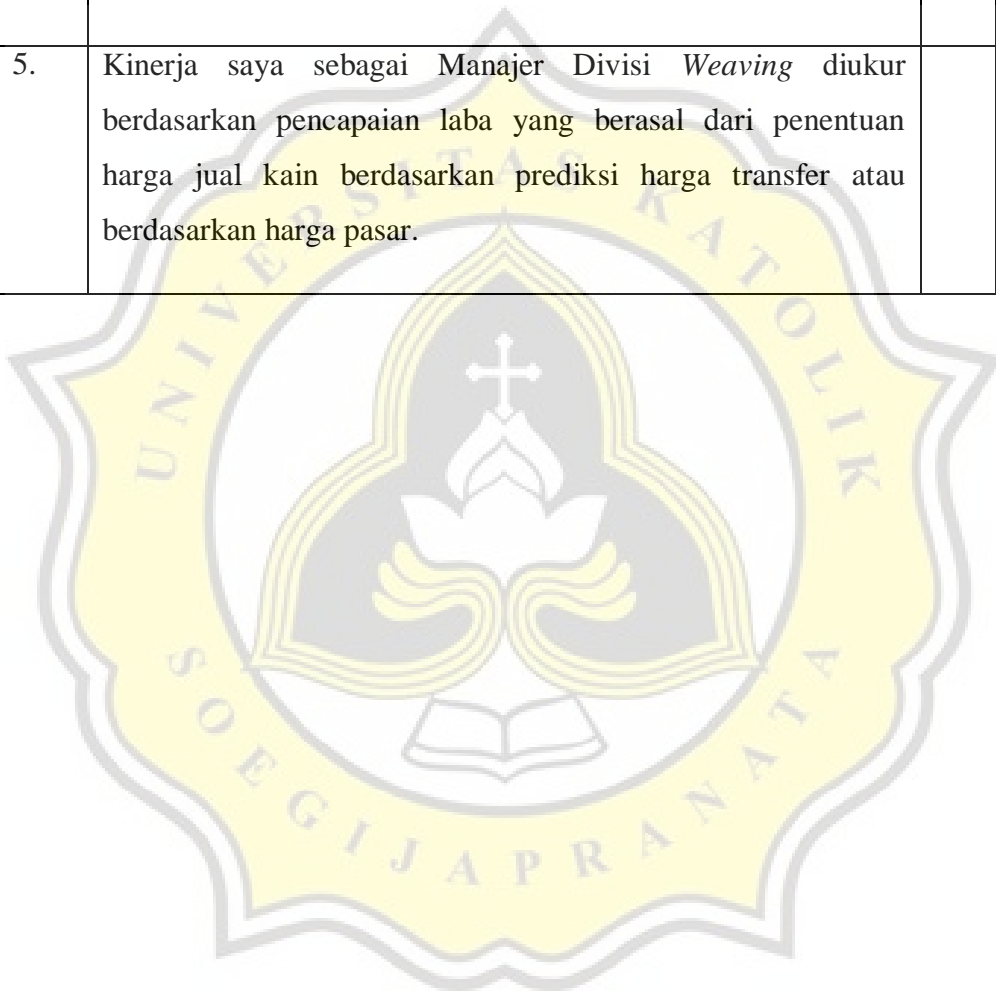 5. Kinerja saya sebagai Manajer Divisi Weaving diukur
berdasarkan pencapaian laba yang berasal dari penentuan
harga jual kain berdasarkan prediksi harga transfer atau
berdasarkan harga pasar.
UNIVERSITAS KATOLIK
SOEGIJAPRANATA